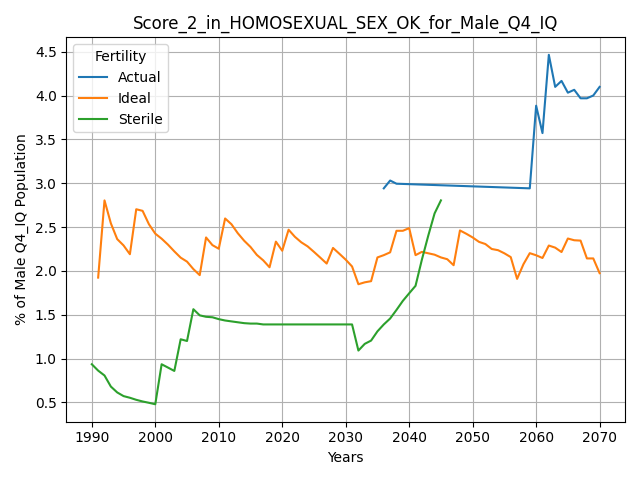 Score_2_in_HOMOSEXUAL_SEX_OK_for_Male_Q4_IQ
Fertility
Actual
Ideal
Sterile
% of Male Q4_IQ Population
4.5
4.0
3.5
3.0
2.5
2.0
1.5
1.0
0.5
1990 2000 2010 2020 2030 2040 2050 2060 2070
Years